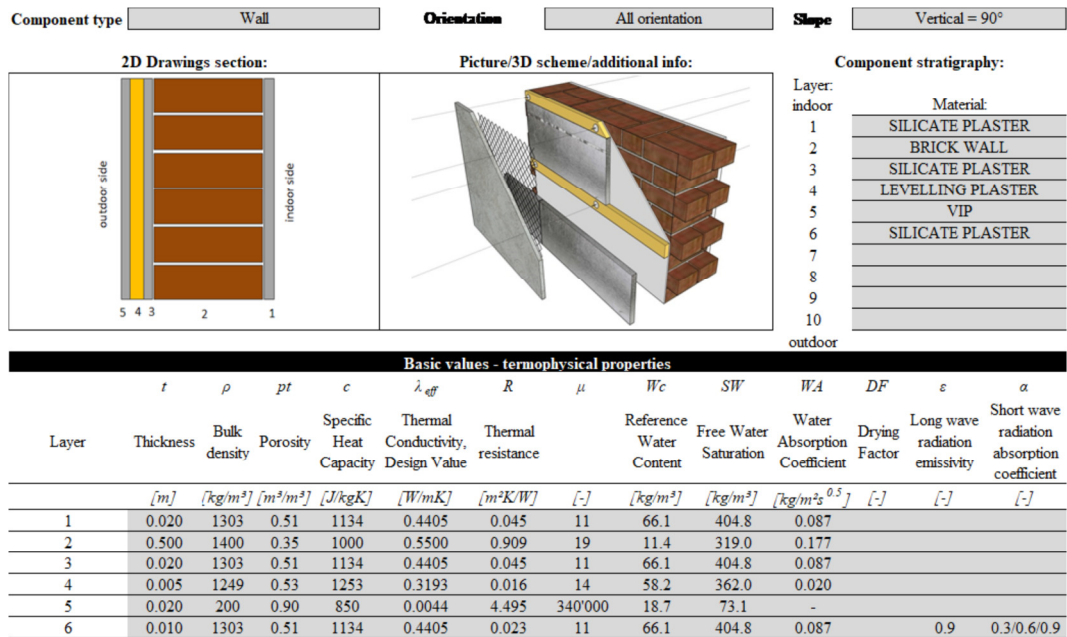 Component type Wall Orientation All orientation Slope Vertical = 90°
2D Drawings section: Picture/3D scheme/additional info: Component stratigraphy:
Layer:
indoor Material:
1 SILICATE PLASTER
2 BRICK WALL
3 SILICATE PLASTER
4 LEVELLING PLASTER
5 VIP
6 SILICATE PLASTER
7
8
9
10
outdoor
outdoor side
indoor side
5 4 3 2 1
Basic values - termophysical properties
t ρ pt c λ eff R μ Wc SW WA DF ε α
Layer Thickness Bulk density Porosity Specific Heat Capacity Thermal Conductivity, Design Value Thermal resistance Reference Water Content Free Water Saturation Water Absorption Coefficient Drying Factor Long wave radiation emissivity Short wave radiation absorption coefficient
[m] [kg/m³] [m³/m³] [J/kgK] [W/mK] [m²K/W] [-] [kg/m³] [kg/m³] [kg/m²s 0.5 ] [-] [-] [-]
1 0.020 1303 0.51 1134 0.4405 0.045 11 66.1 404.8 0.087
2 0.500 1400 0.35 1000 0.5500 0.909 19 11.4 319.0 0.177
3 0.020 1303 0.51 1134 0.4405 0.045 11 66.1 404.8 0.087
4 0.005 1249 0.53 1253 0.3193 0.016 14 58.2 362.0 0.020
5 0.020 200 0.90 850 0.0044 4.495 340'000 18.7 73.1 -
6 0.010 1303 0.51 1134 0.4405 0.023 11 66.1 404.8 0.087 0.9 0.3/0.6/0.9